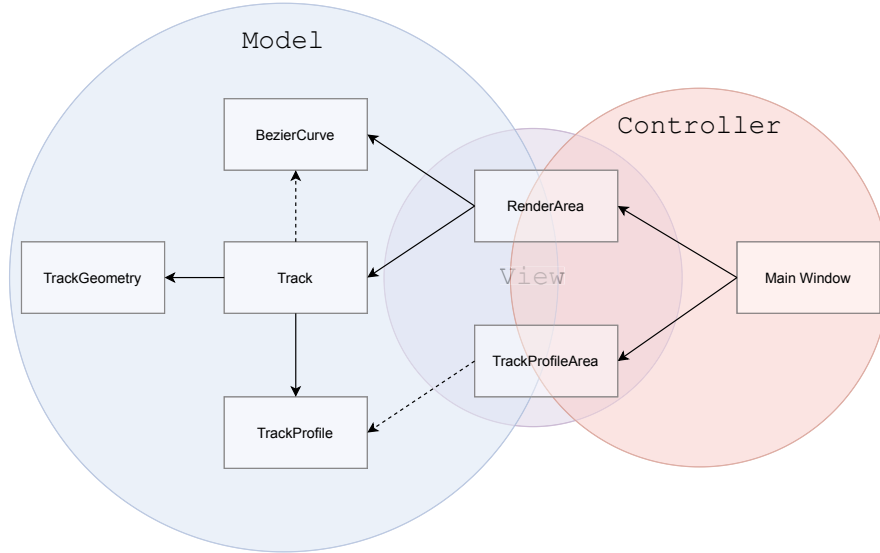 Model
Controller
BezierCurve
RenderArea
TrackGeometry
Track
View
Main Window
TrackProfileArea
TrackProfile